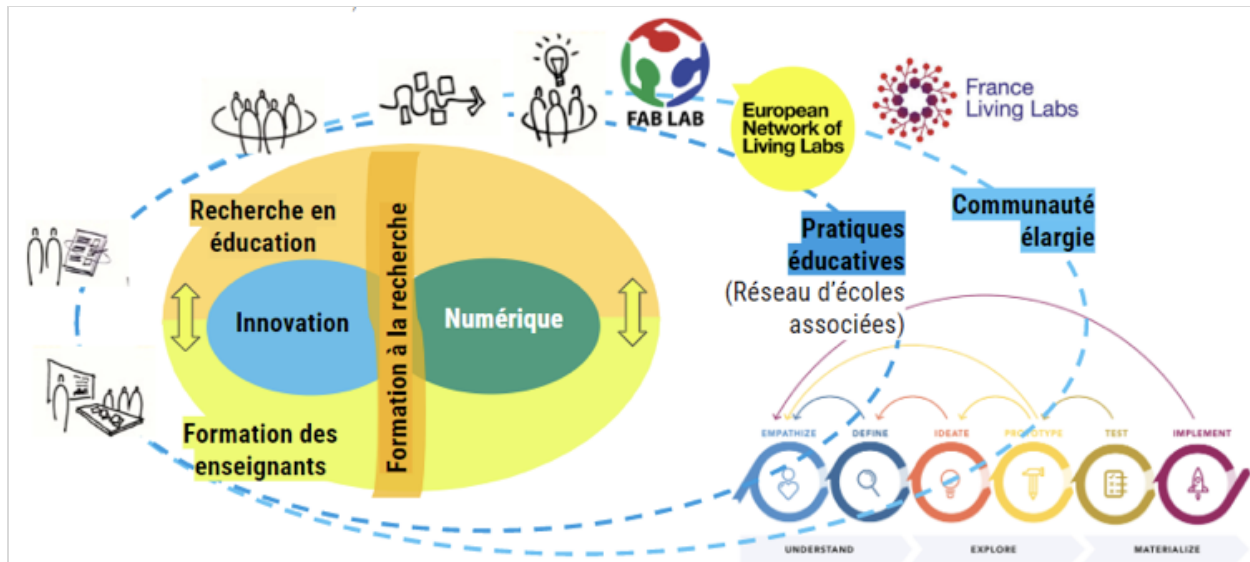 FAB LAB
European
Network of
Living Labs
France
Living Labs
Recherche en
éducation
Formation à la recherche
Innovation
Numérique
Formation des
enseignants
Pratiques
éducatives
(Réseau d'écoles
associées)
Communauté
élargie
EMPATHIZE
DEFINE
IDEATE
PROTOTYPE
TEST
IMPLEMENT
UNDERSTAND
EXPLORE
MATERIALIZE